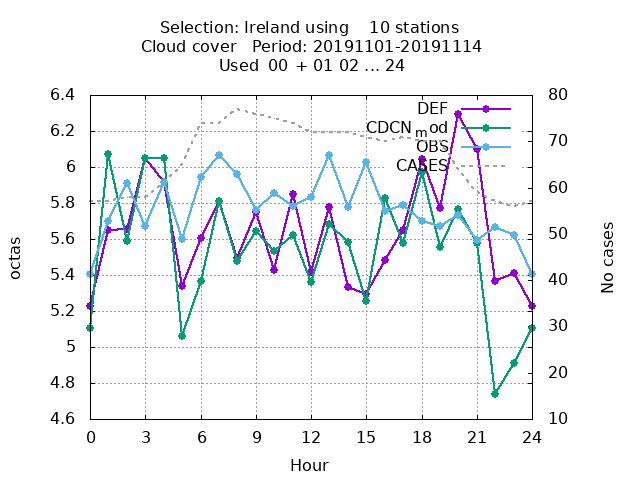 Selection: Ireland using 10 stations
Cloud cover Period: 20191101-20191114
Used 00 + 01 02 ... 24
6.4
6.2
6
5.8
5.6
5.4
5.2
5
4.8
4.6
octas
80
70
60
50
40
30
20
10
No cases
DEF
CDCN_mod
OBS
CASES
0 3 6 9 12 15 18 21 24
Hour